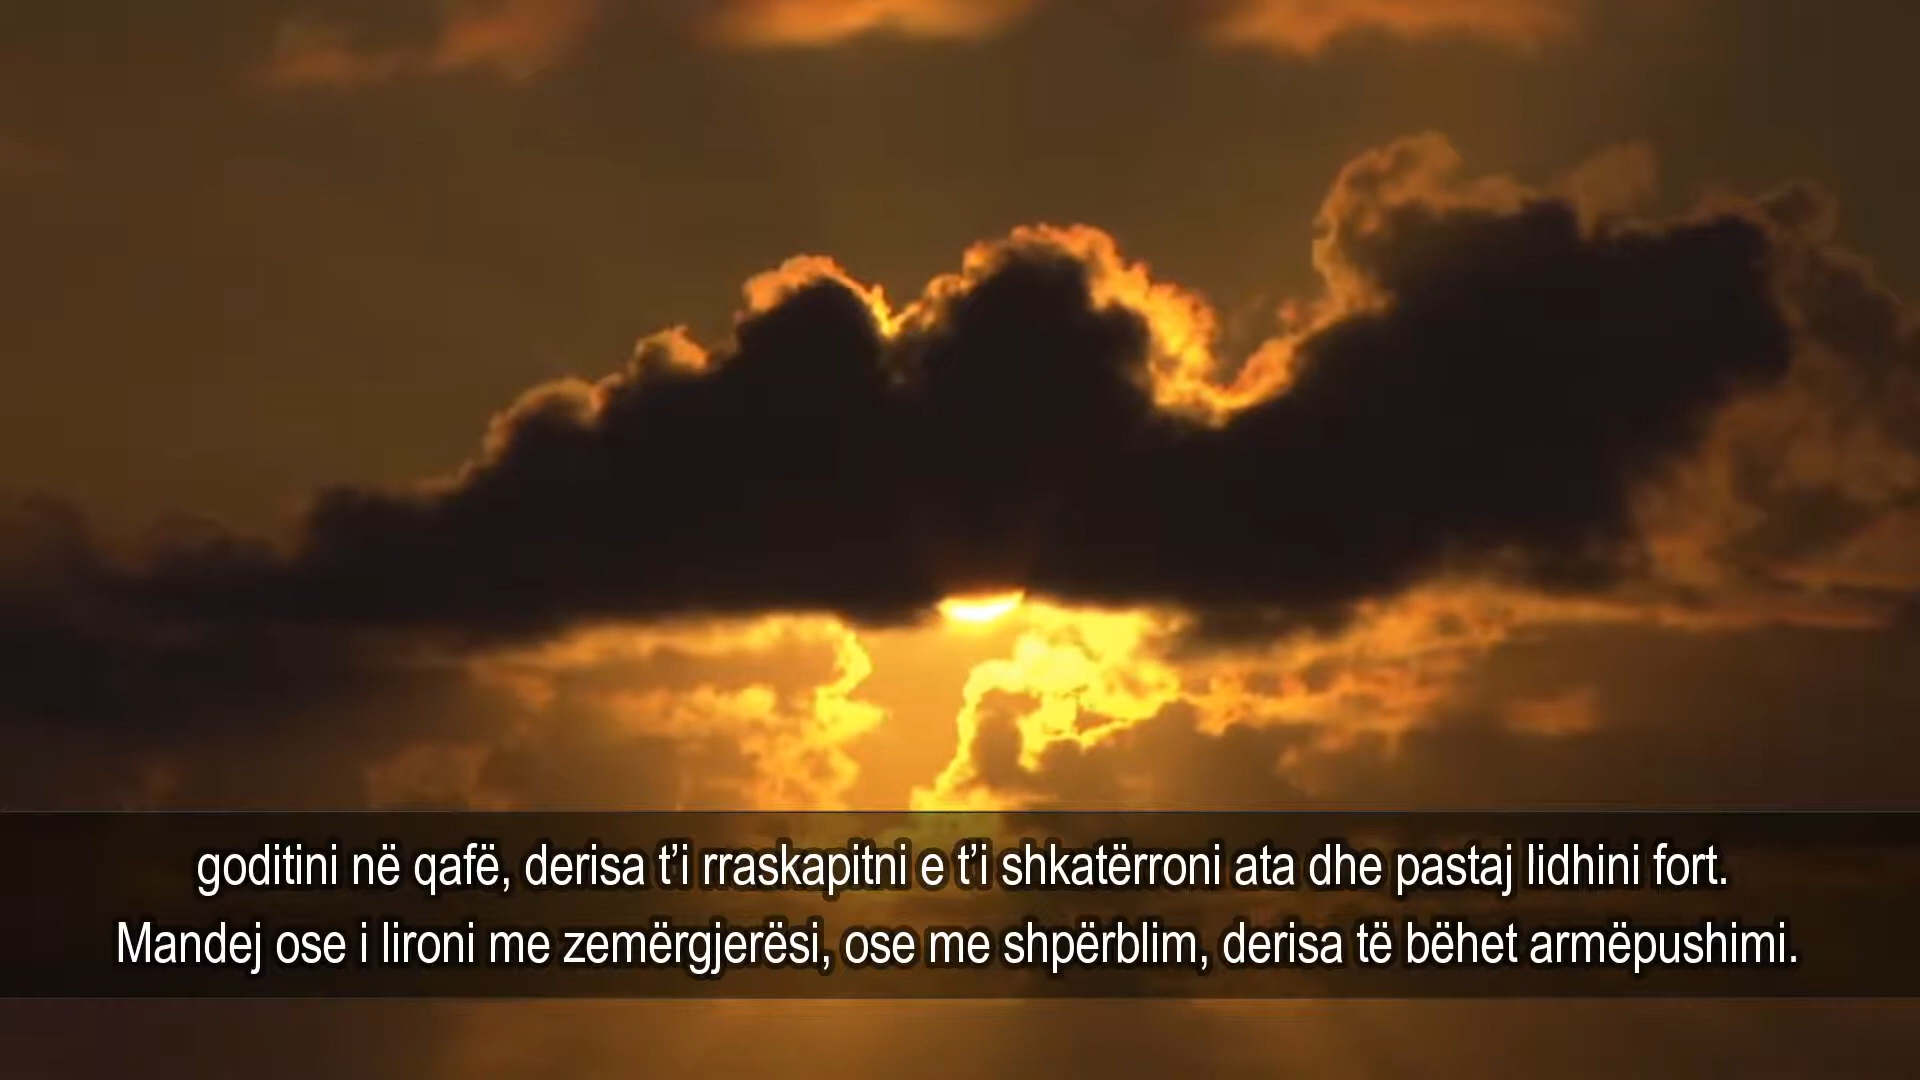 goditini në qafë, derisa t’i rraskapitni e t’i shkatërroni ata dhe pastaj lidhini fort.
Mandej ose i lironi me zemërgjerësi, ose me shpërblim, derisa të bëhet armëpushimi.